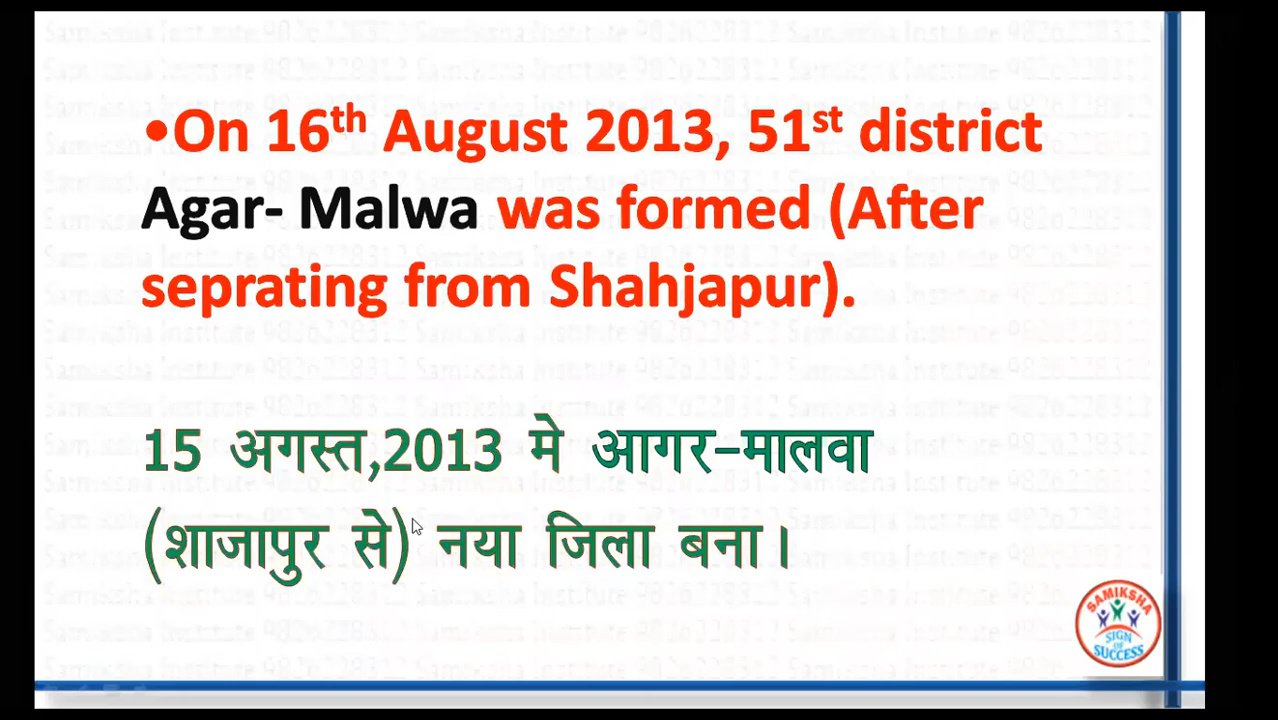 •On 16th August 2013, 51st district
Agar- Malwa was formed (After
seprating from Shahjapur).
15 अगस्त,2013 मे आगर-मालवा
(शाजापुर से) नया जिला बना।
SAMIKSHA
SIGN
OF
SUCCESS